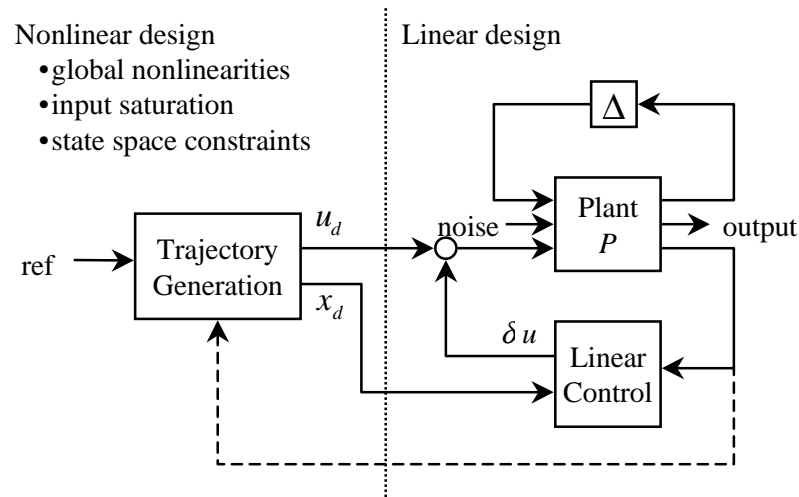 Nonlinear design
•global nonlinearities
•input saturation
•state space constraints
Linear design
Δ
noise
Plant
P
output
ref
Trajectory
Generation
u_d
x_d
δ u
Linear
Control